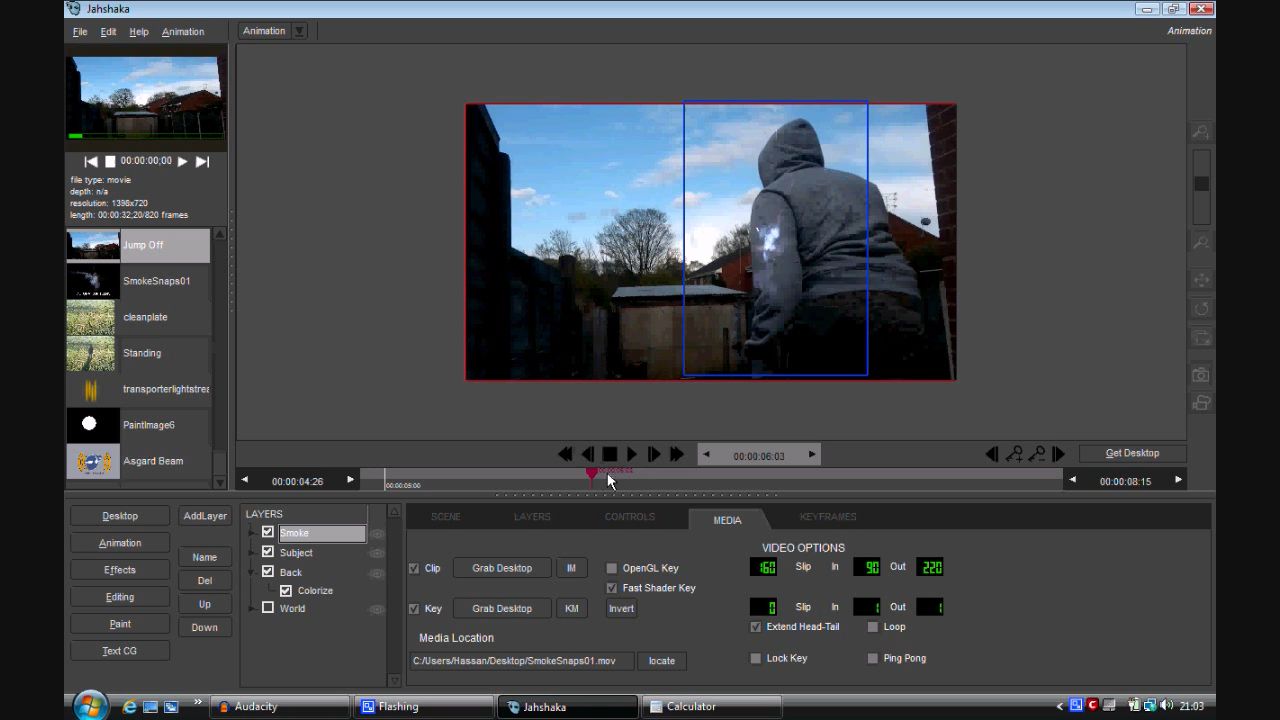 Jahshaka
File Edit Help Animation
Animation
Animation
00:00:00;00
file type: movie
depth: n/a
resolution: 1396x720
length: 00:00:32;20/820 frames
Jump Off
SmokeSnaps01
cleanplate
Standing
transporterlightstrea
PaintImage6
Asgard Beam
00:00:06:03
Get Desktop
00:00:04:26
00:00:05:00
00:00:08:15
Desktop AddLayer
Animation
Name
Effects
Del
Editing
Up
Paint
Down
Text CG
LAYERS
Smoke
Subject
Back
Colorize
World
SCENE LAYERS CONTROLS MEDIA KEYFRAMES
VIDEO OPTIONS
Clip Grab Desktop IM OpenGL Key
160 Slip In 90 Out 220
Fast Shader Key
Key Grab Desktop KM Invert
0 Slip In 1 Out 1
Extend Head-Tail Loop
Media Location
Lock Key Ping Pong
C:/Users/Hassan/Desktop/SmokeSnaps01.mov locate
Audacity Flashing Jahshaka Calculator 21:03